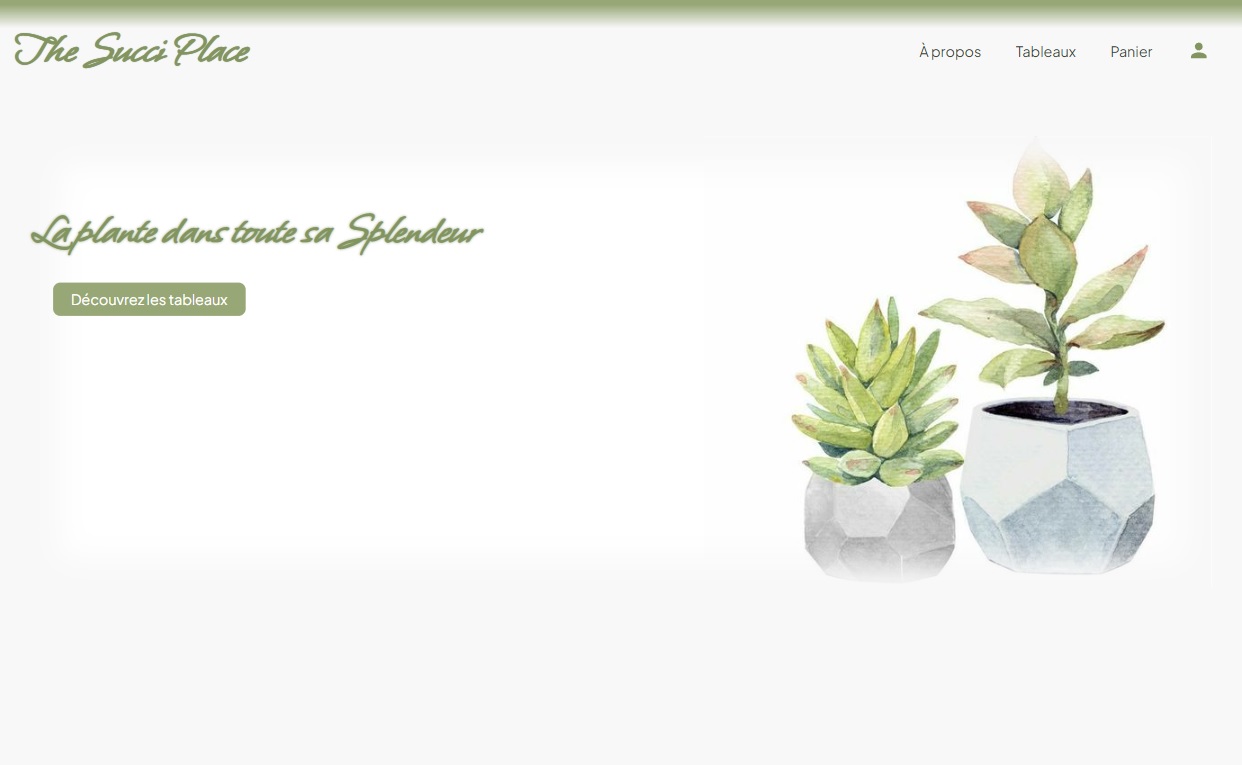 The Succi Place
À propos
Tableaux
Panier
La plante dans toute sa Splendeur
Découvrez les tableaux